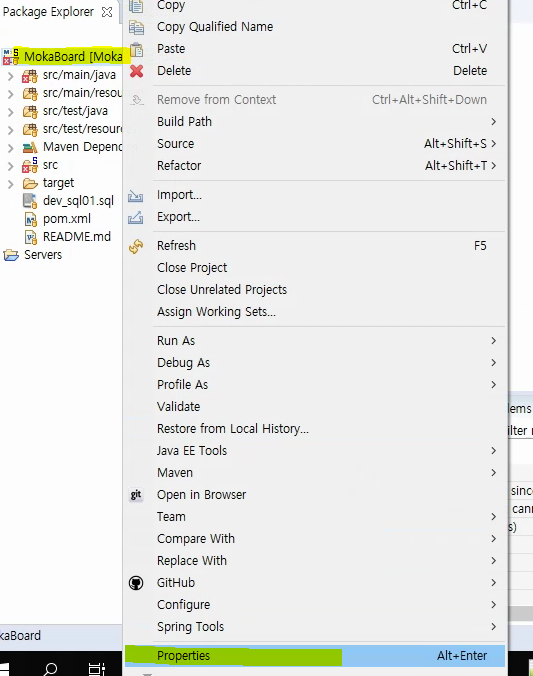 Package Explorer
MokaBoard [Moka
src/main/java
src/main/resou
src/test/java
src/test/resour
Maven Depend
src
target
dev_sql01.sql
pom.xml
README.md
Servers
Copy Ctrl+C
Copy Qualified Name
Paste Ctrl+V
Delete Delete
Remove from Context Ctrl+Alt+Shift+Down
Build Path
Source Alt+Shift+S
Refactor Alt+Shift+T
Import...
Export...
Refresh F5
Close Project
Close Unrelated Projects
Assign Working Sets...
Run As
Debug As
Profile As
Validate
Restore from Local History...
Java EE Tools
Maven
git Open in Browser
Team
Compare With
Replace With
GitHub
Configure
Spring Tools
Properties Alt+Enter
lems
ilter
since
cann
s)
kaBoard